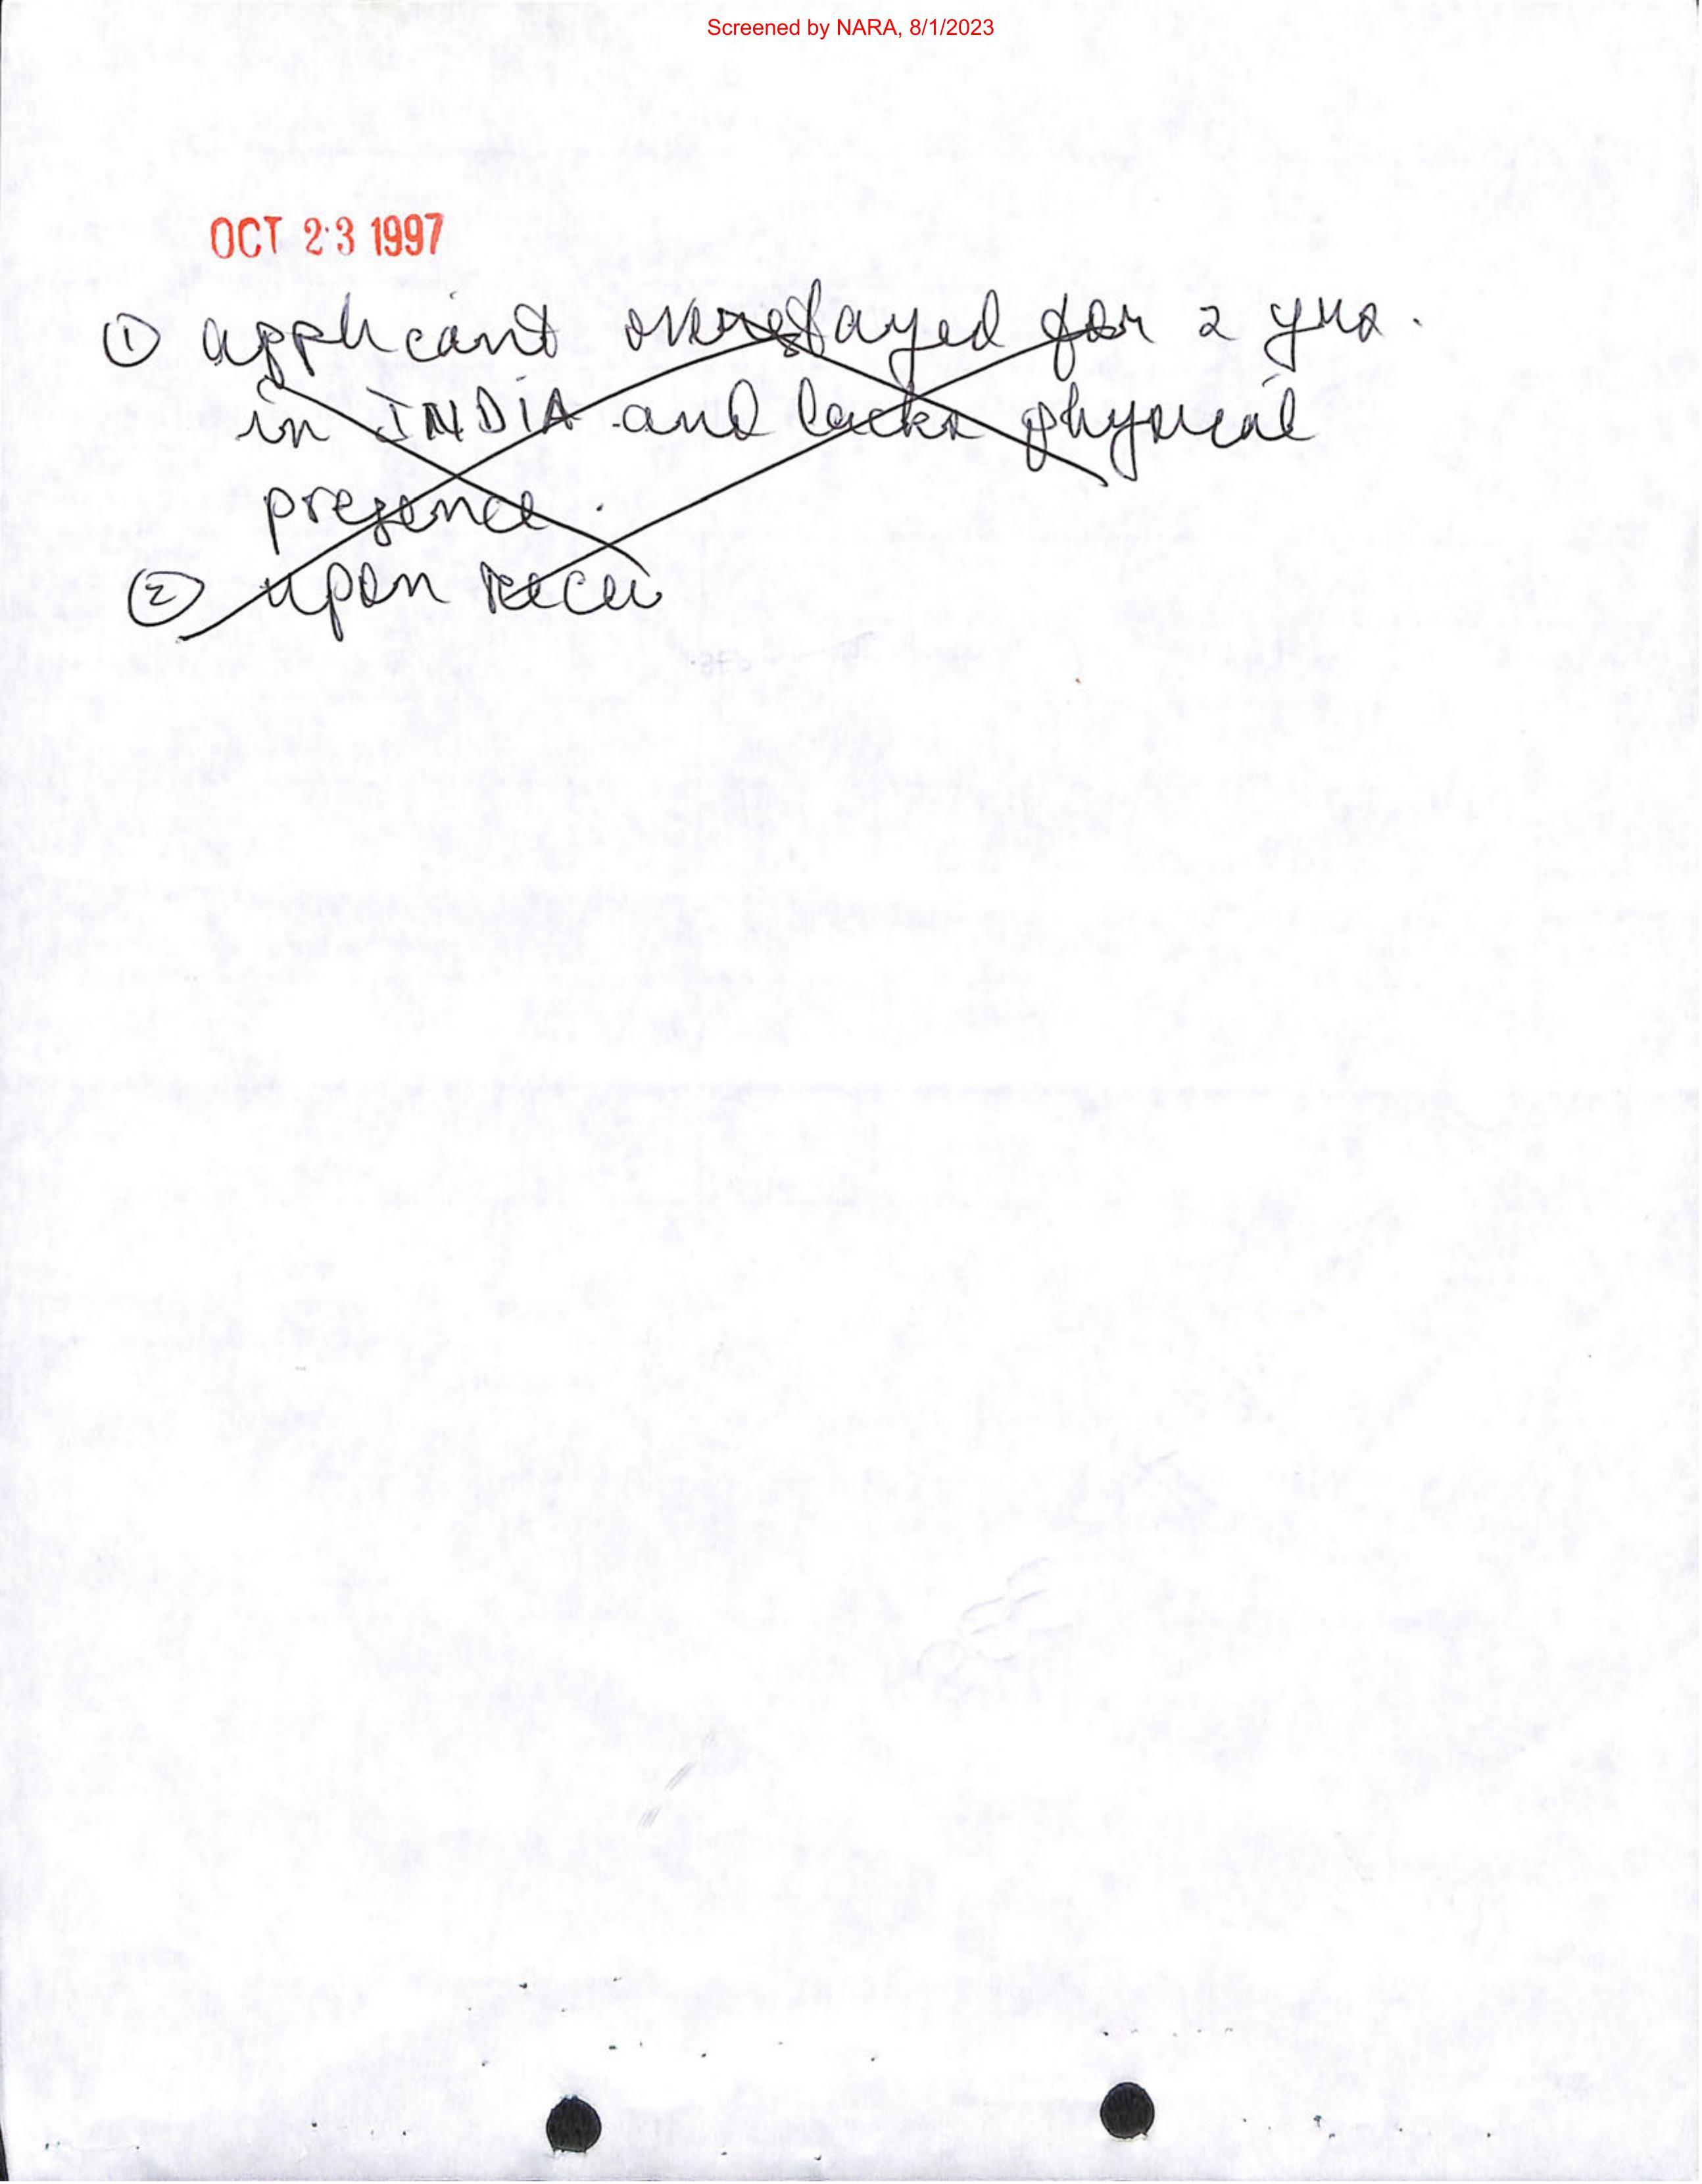 Screened by NARA, 8/1/2023
OCT 23 1997
① applicant overstayed for 2 yrs.
in INDIA and lacks physical
presence.
② upon recei